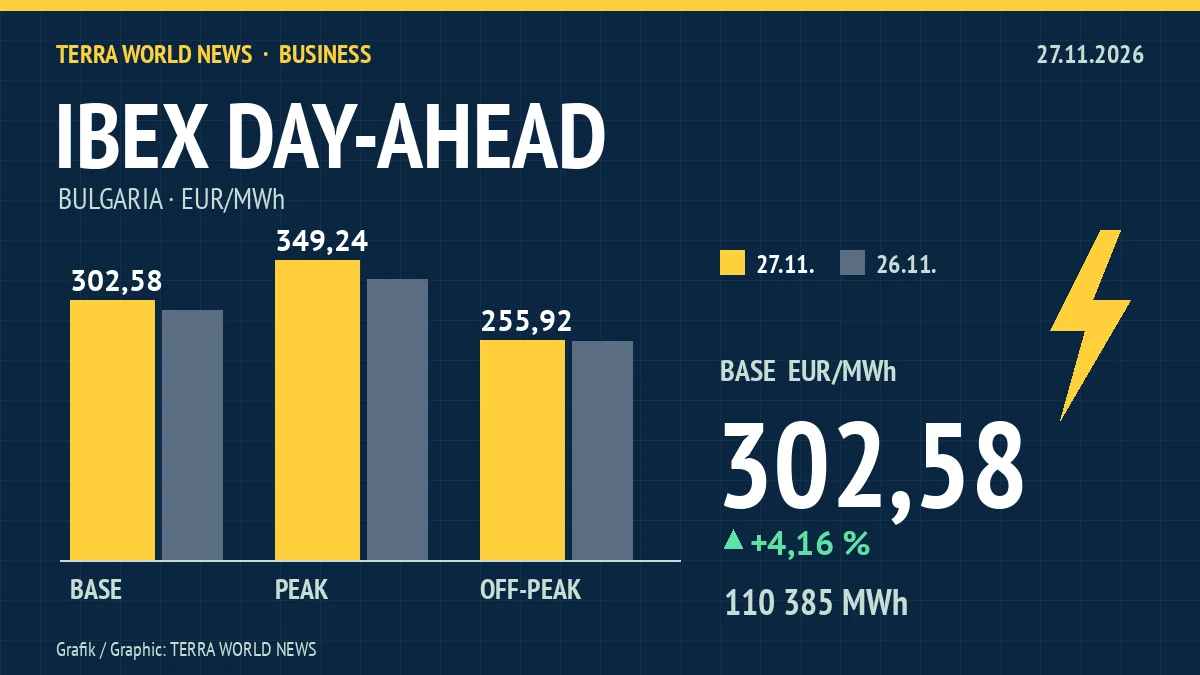 TERRA WORLD NEWS · BUSINESS
27.11.2026
IBEX DAY-AHEAD
BULGARIA · EUR/MWh
302,58
349,24
255,92
BASE
PEAK
OFF-PEAK
27.11.
26.11.
BASE EUR/MWh
302,58
+4,16 %
110 385 MWh
Grafik / Graphic: TERRA WORLD NEWS